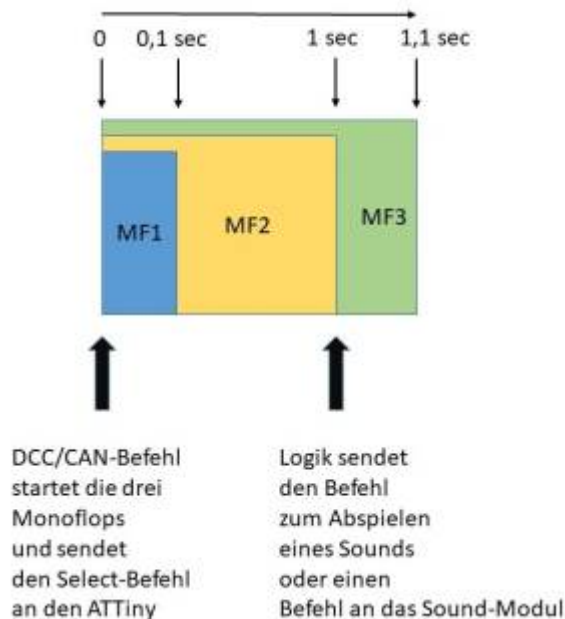 0 0,1 sec 1 sec 1,1 sec
MF1 MF2 MF3
DCC/CAN-Befehl
startet die drei
Monoflops
und sendet
den Select-Befehl
an den ATTiny
Logik sendet
den Befehl
zum Abspielen
eines Sounds
oder einen
Befehl an das Sound-Modul